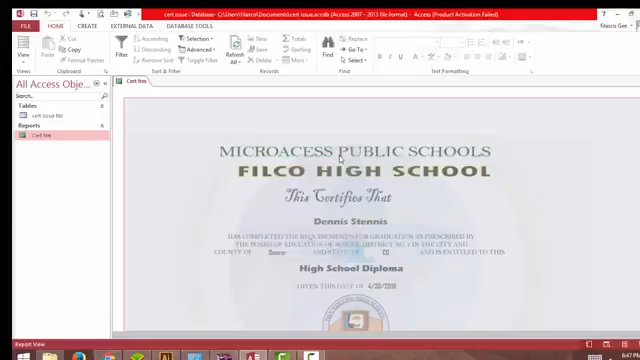 cert issue : Database- C:\Users\filanco\Documents\cert issue.accdb (Access 2007 - 2013 file format) - Access (Product Activation Failed)
FILE HOME CREATE EXTERNAL DATA DATABASE TOOLS
View
Paste
Cut
Copy
Format Painter
Filter
Ascending
Descending
Remove Sort
Selection
Advanced
Toggle Filter
Refresh All
New
Save
Delete
Totals
Spelling
More
Find
Replace
Go To
Select
Views
Clipboard
Sort & Filter
Records
Find
Text Formatting
All Access Obje...
Search...
Tables
cert issue tbl
Reports
Cert frm
Cert frm
MICROACESS PUBLIC SCHOOLS
FILCO HIGH SCHOOL
This Certifies That
Dennis Stennis
HAS COMPLETED THE REQUIREMENTS FOR GRADUATION AS PRESCRIBED BY
THE BOARD OF EDUCATION OF SCHOOL DISTRICT NO. 1 IN THE CITY AND
COUNTY OF Denver AND STATE OF CO AND IS ENTITLED TO THIS
High School Diploma
GIVEN THIS DATE OF 4/20/2018
Report View
6:47 PM